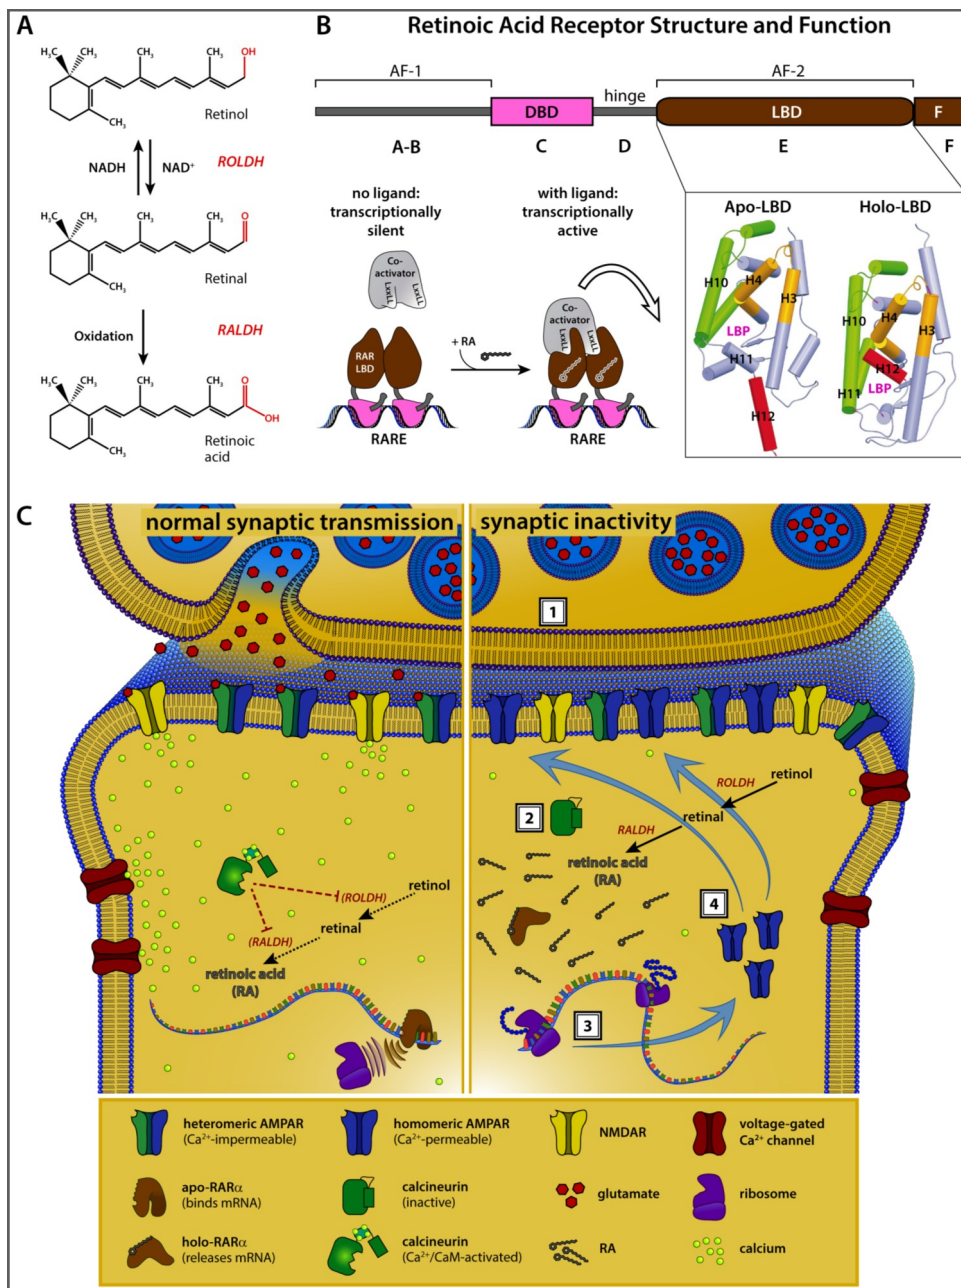 A
H₃C
CH₃
CH₃
CH₃
OH
CH₃
Retinol
NADH
NAD⁺
ROLDH
H₃C
CH₃
CH₃
CH₃
O
CH₃
Retinal
Oxidation
RALDH
H₃C
CH₃
CH₃
CH₃
O
OH
CH₃
Retinoic
acid
B
Retinoic Acid Receptor Structure and Function
AF-1
AF-2
hinge
DBD
LBD
F
A-B
C
D
E
F
no ligand:
transcriptionally
silent
with ligand:
transcriptionally
active
Co-
activator
LxxLL
RAR
LBD
RARE
+ RA
Co-
activator
LxxLL
RARE
Apo-LBD
Holo-LBD
H10
H4
H3
LBP
H11
H12
H10
H4
H3
H12
LBP
H11
C
normal synaptic transmission
synaptic inactivity
1
2
retinol
ROLDH
retinal
RALDH
retinoic acid
(RA)
4
3
retinol
(ROLDH)
retinal
(RALDH)
retinoic acid
(RA)
heteromeric AMPAR
(Ca²⁺-impermeable)
homomeric AMPAR
(Ca²⁺-permeable)
NMDAR
voltage-gated
Ca²⁺ channel
apo-RARα
(binds mRNA)
calcineurin
(inactive)
glutamate
ribosome
holo-RARα
(releases mRNA)
calcineurin
(Ca²⁺/CaM-activated)
RA
calcium